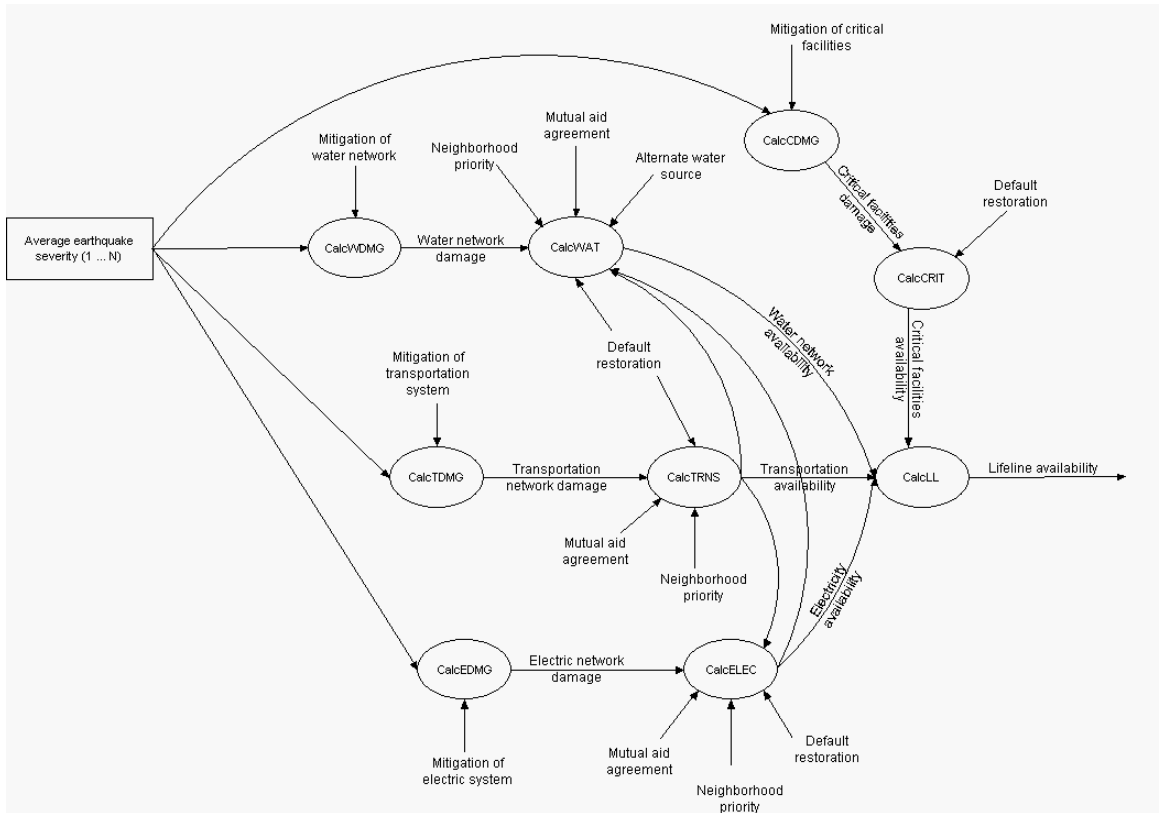 Mitigation of critical
facilities
CalcCDMG
Mutual aid
agreement
Mitigation of
water network
Neighborhood
priority
Alternate water
source
Critical facilities
damage
Default
restoration
Average earthquake
severity (1 ... N)
CalcWDMG
Water network
damage
CalcWAT
CalcCRIT
Water network
availability
Critical facilities
availability
Default
restoration
Mitigation of
transportation
system
CalcTDMG
Transportation
network damage
CalcTRNS
Transportation
availability
CalcLL
Lifeline availability
Mutual aid
agreement
Neighborhood
priority
Electricity
availability
CalcEDMG
Electric network
damage
CalcELEC
Mitigation of
electric system
Mutual aid
agreement
Neighborhood
priority
Default
restoration